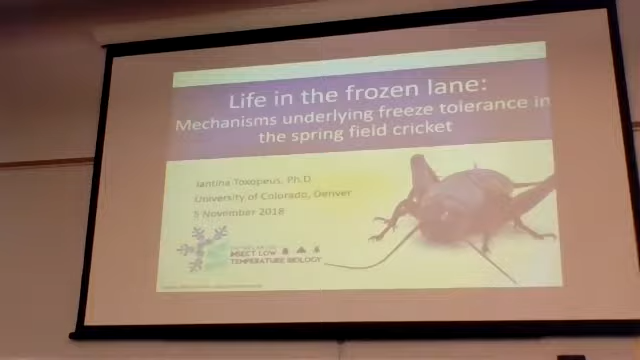 Life in the frozen lane:
Mechanisms underlying freeze tolerance in
the spring field cricket
Jantina Toxopeus, Ph.D
University of Colorado, Denver
5 November 2018
INSECT LOW
TEMPERATURE BIOLOGY